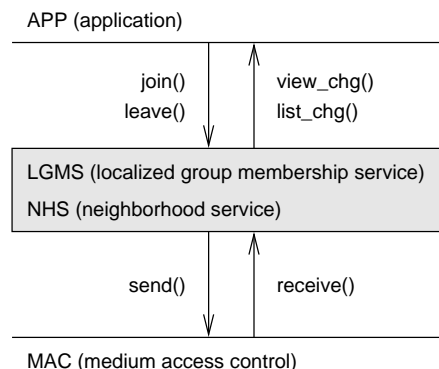 APP (application)
join() view_chg()
leave() list_chg()
LGMS (localized group membership service)
NHS (neighborhood service)
send() receive()
MAC (medium access control)